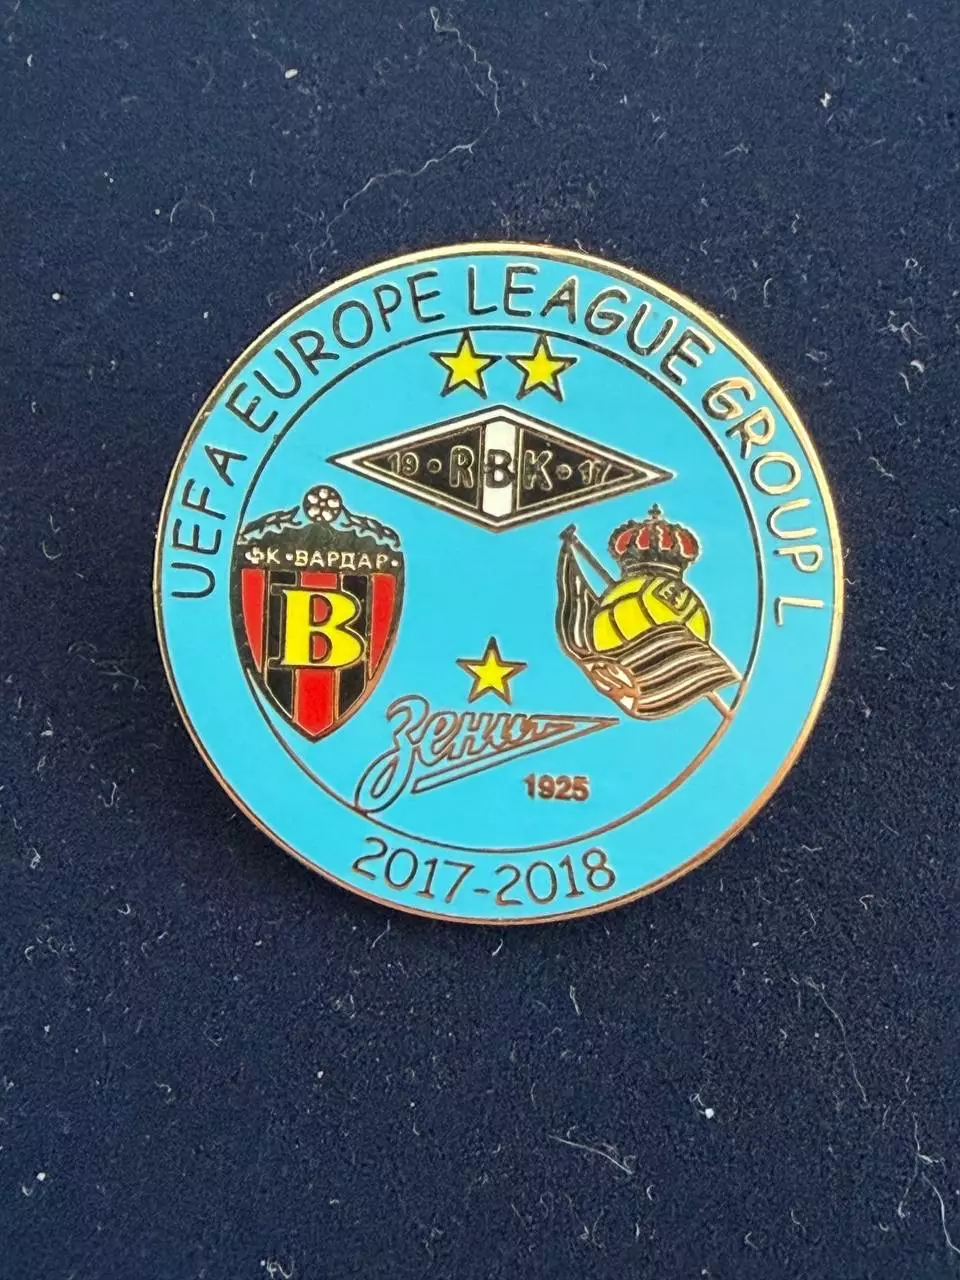 UEFA EUROPE LEAGUE GROUP L
19 · RBK · 17
ФК · ВАРДАР ·
В
Зенит
1925
2017-2018